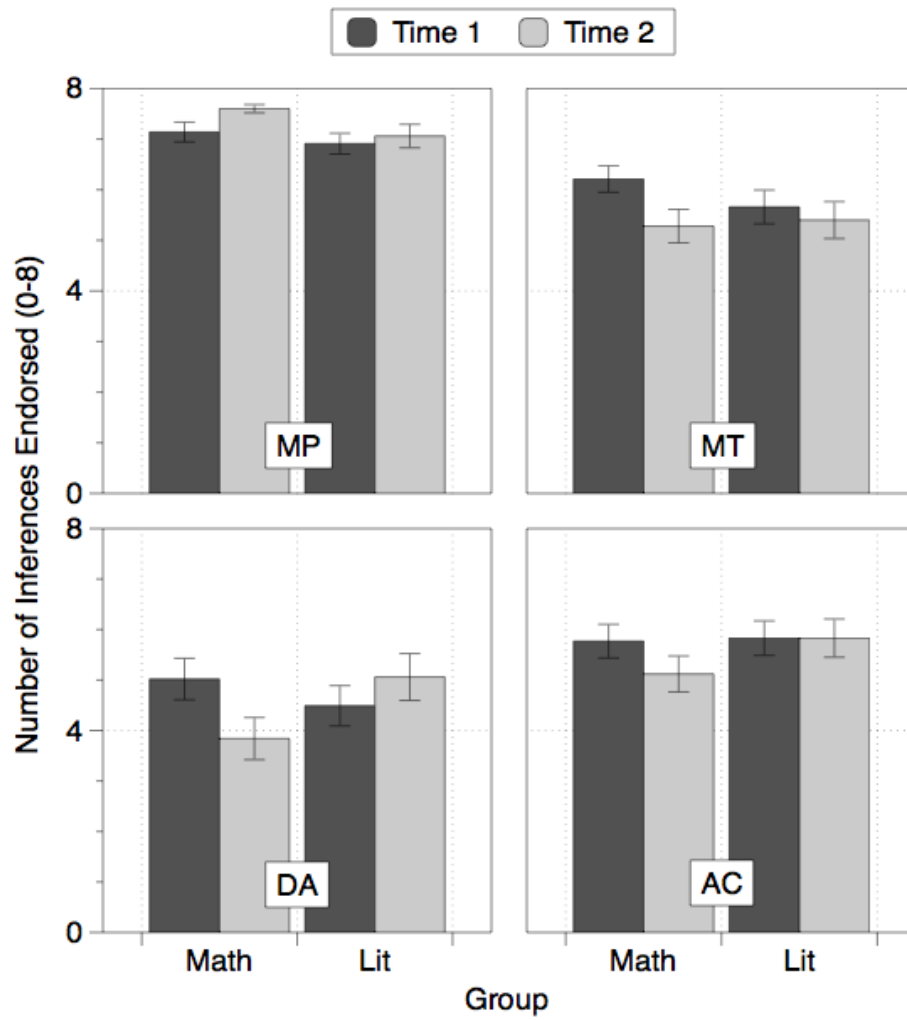 Time 1 Time 2
Number of Inferences Endorsed (0-8)
8
4
0
MP
MT
8
4
0
DA
AC
Math Lit Math Lit
Group